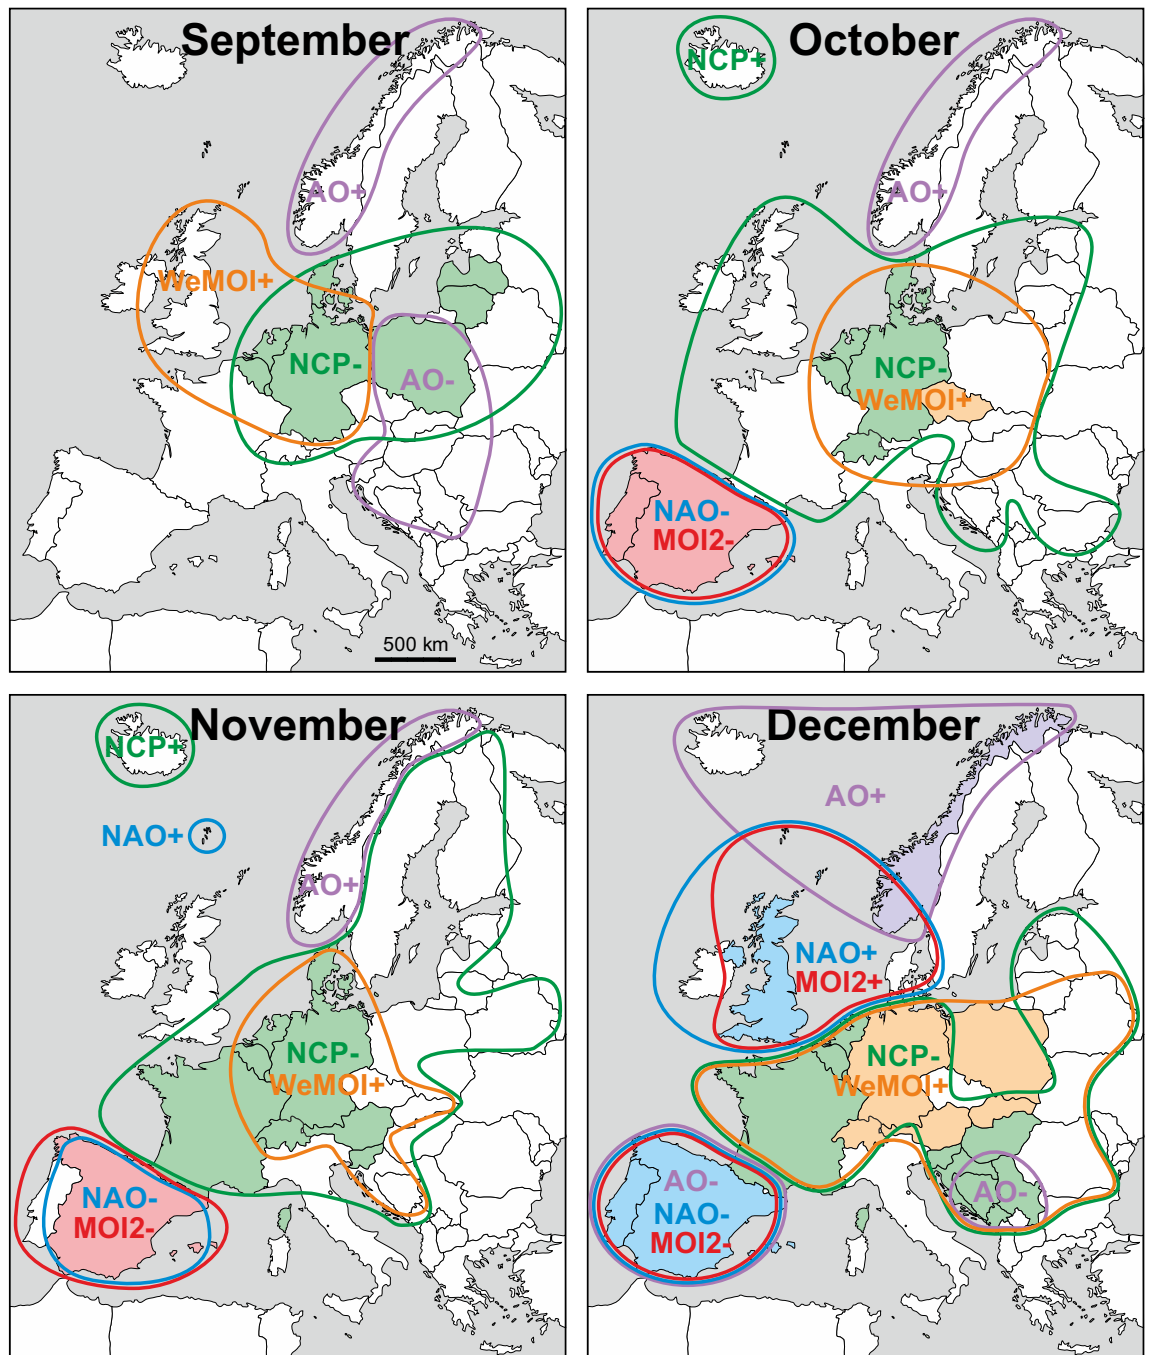 September
AO+
WeMOI+
NCP-
AO-
500 km
October
NCP+
AO+
NCP-
WeMOI+
NAO-
MOI2-
November
NCP+
NAO+
AO+
NCP-
WeMOI+
NAO-
MOI2-
December
AO+
NAO+
MOI2+
NCP-
WeMOI+
AO-
NAO-
MOI2-
AO-